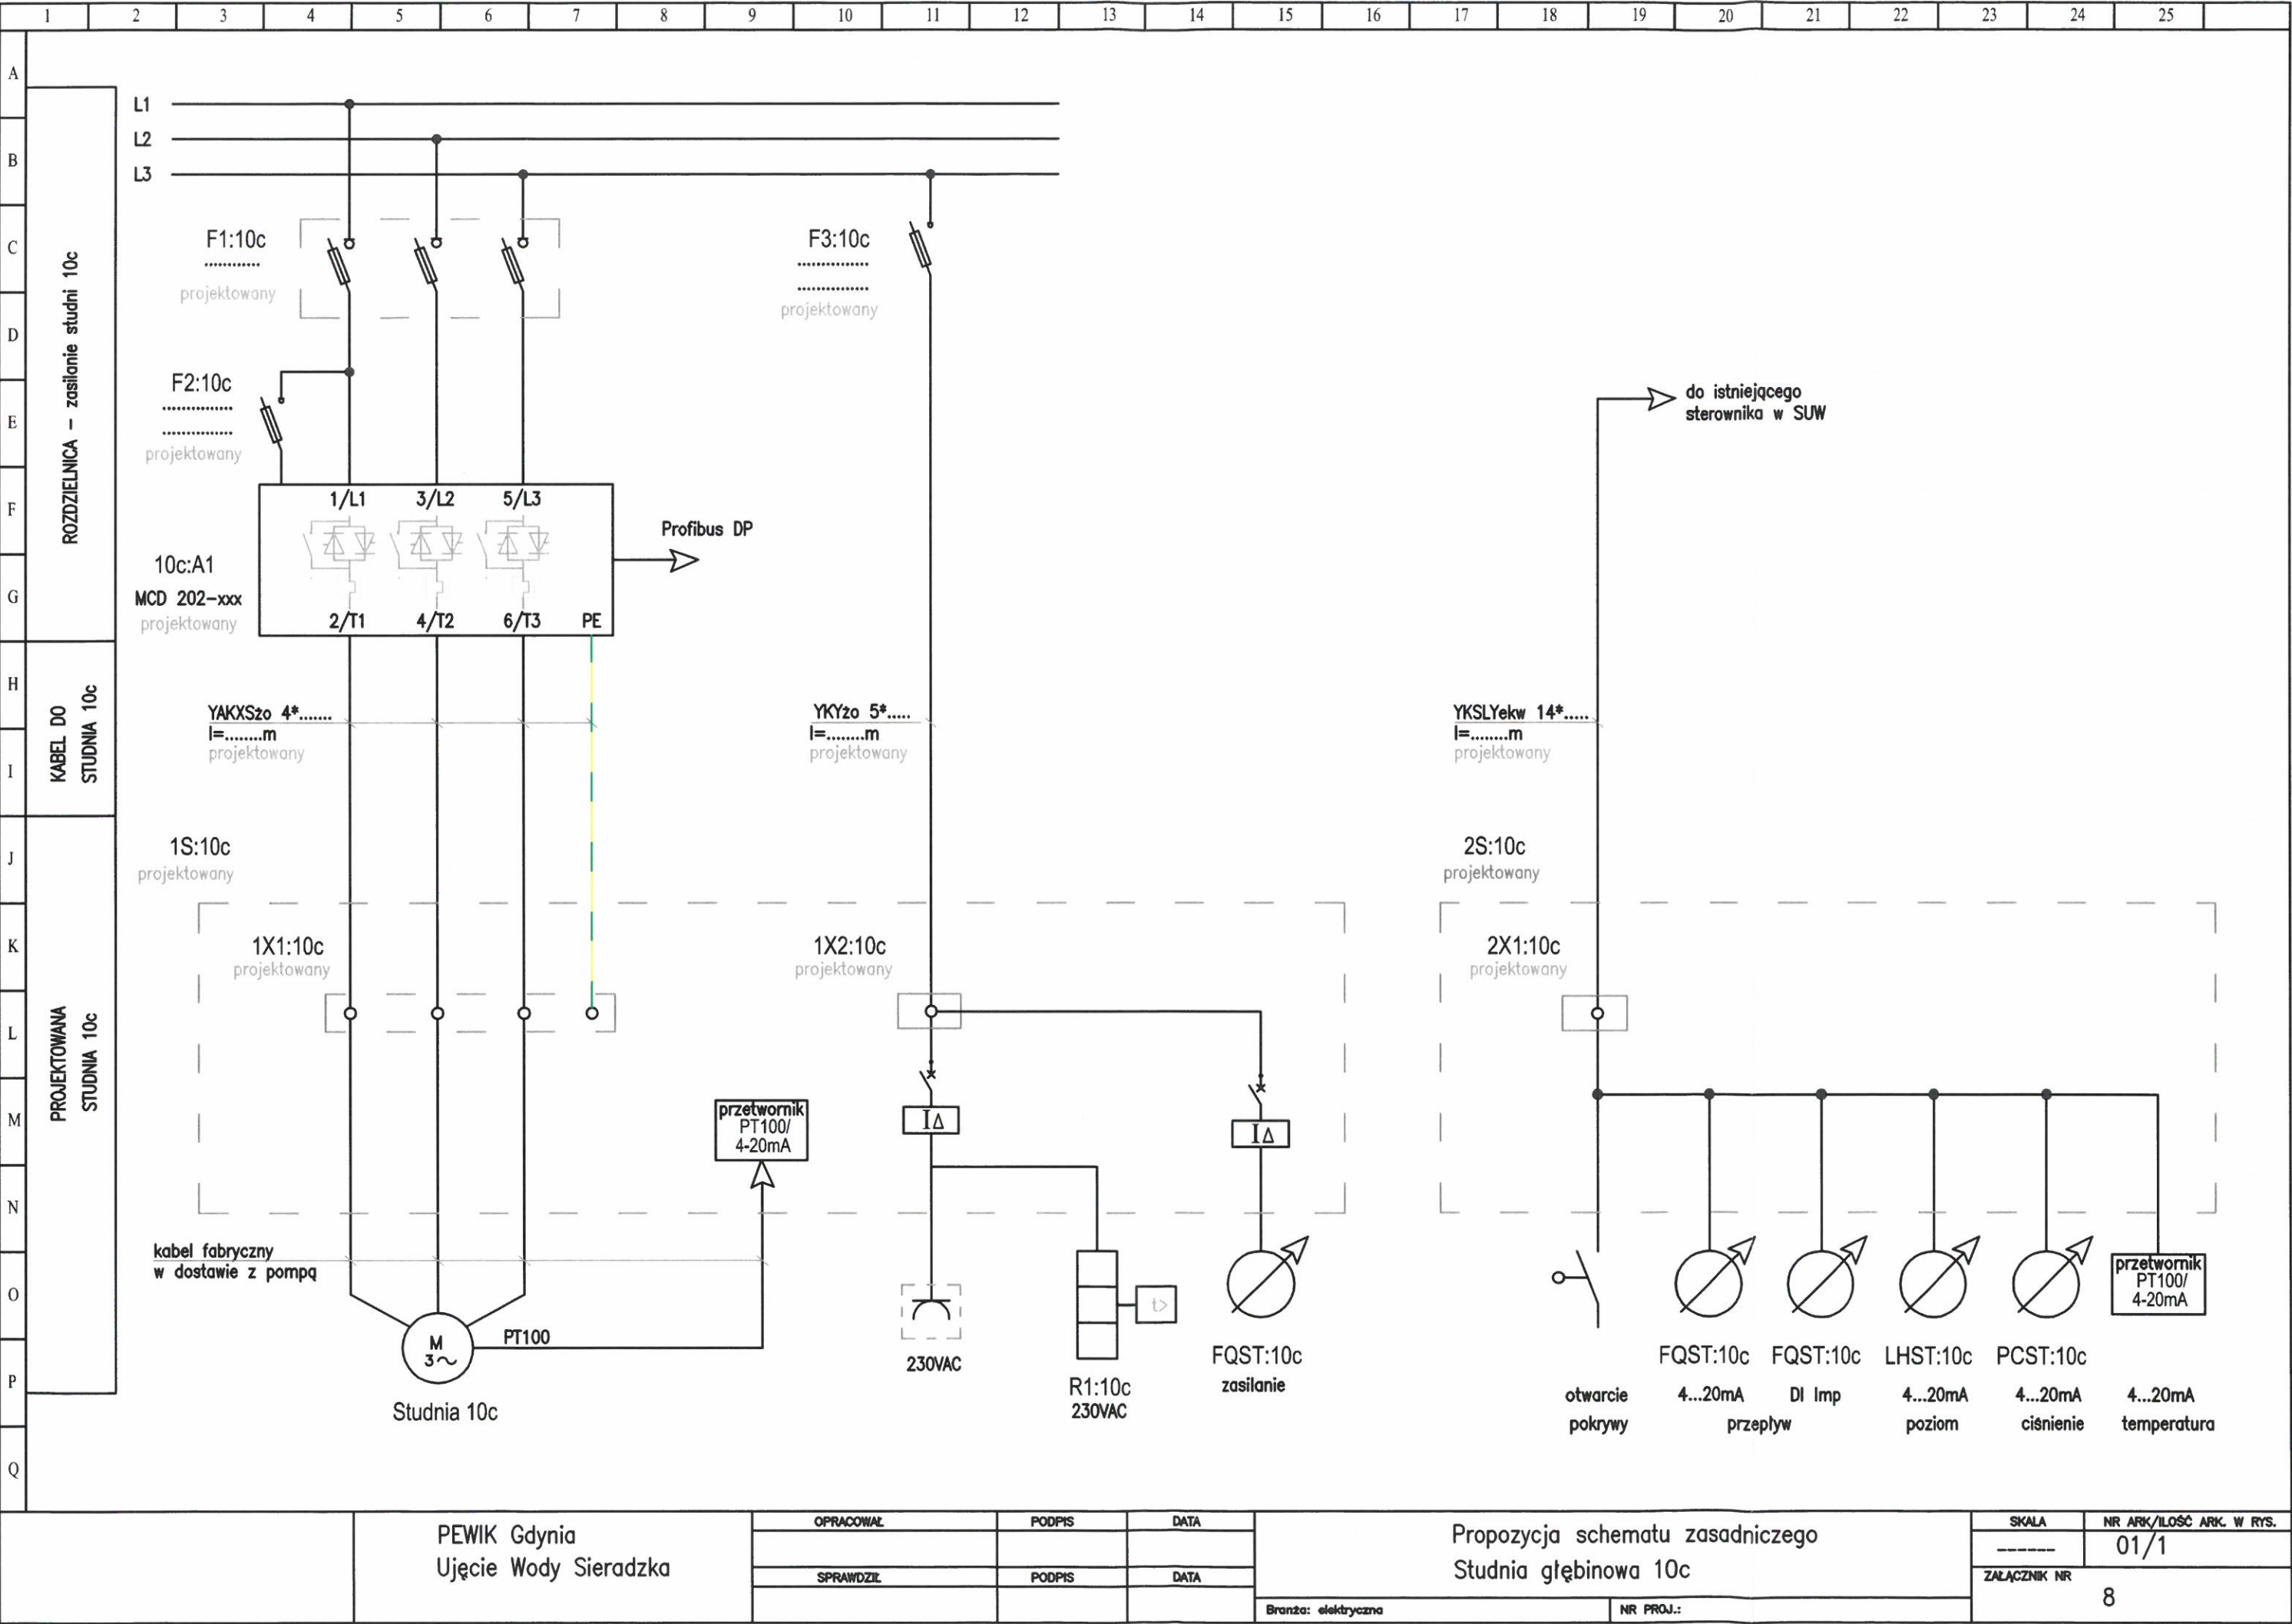 1 2 3 4 5 6 7 8 9 10 11 12 13 14 15 16 17 18 19 20 21 22 23 24 25
A
B
C
D
E
F
G
H
I
J
K
L
M
N
O
P
Q
ROZDZIELNICA – zasilanie studni 10c
KABEL DO
STUDNIA 10c
PROJEKTOWANA
STUDNIA 10c
L1
L2
L3
F1:10c
............
projektowany
F3:10c
...............
...............
projektowany
F2:10c
...............
...............
projektowany
do istniejącego
sterownika w SUW
1/L1 3/L2 5/L3
Profibus DP
10c:A1
MCD 202-xxx
projektowany
2/T1 4/T2 6/T3 PE
YAKXSżo 4*.......
l=........m
projektowany
YKYżo 5*.....
l=........m
projektowany
YKSLYekw 14*.....
l=........m
projektowany
1S:10c
projektowany
2S:10c
projektowany
1X1:10c
projektowany
1X2:10c
projektowany
2X1:10c
projektowany
przetwornik
PT100/
4-20mA
IΔ
IΔ
kabel fabryczny
w dostawie z pompą
M
3~
PT100
Studnia 10c
230VAC
t>
R1:10c
230VAC
FQST:10c
zasilanie
przetwornik
PT100/
4-20mA
FQST:10c FQST:10c LHST:10c PCST:10c
otwarcie 4...20mA DI Imp 4...20mA 4...20mA 4...20mA
pokrywy przepływ poziom ciśnienie temperatura
PEWIK Gdynia
Ujęcie Wody Sieradzka
OPRACOWAŁ PODPIS DATA
SPRAWDZIŁ PODPIS DATA
Propozycja schematu zasadniczego
Studnia głębinowa 10c
Branża: elektryczna NR PROJ.:
SKALA NR ARK/ILOŚĆ ARK. W RYS.
------ 01/1
ZAŁĄCZNIK NR
8